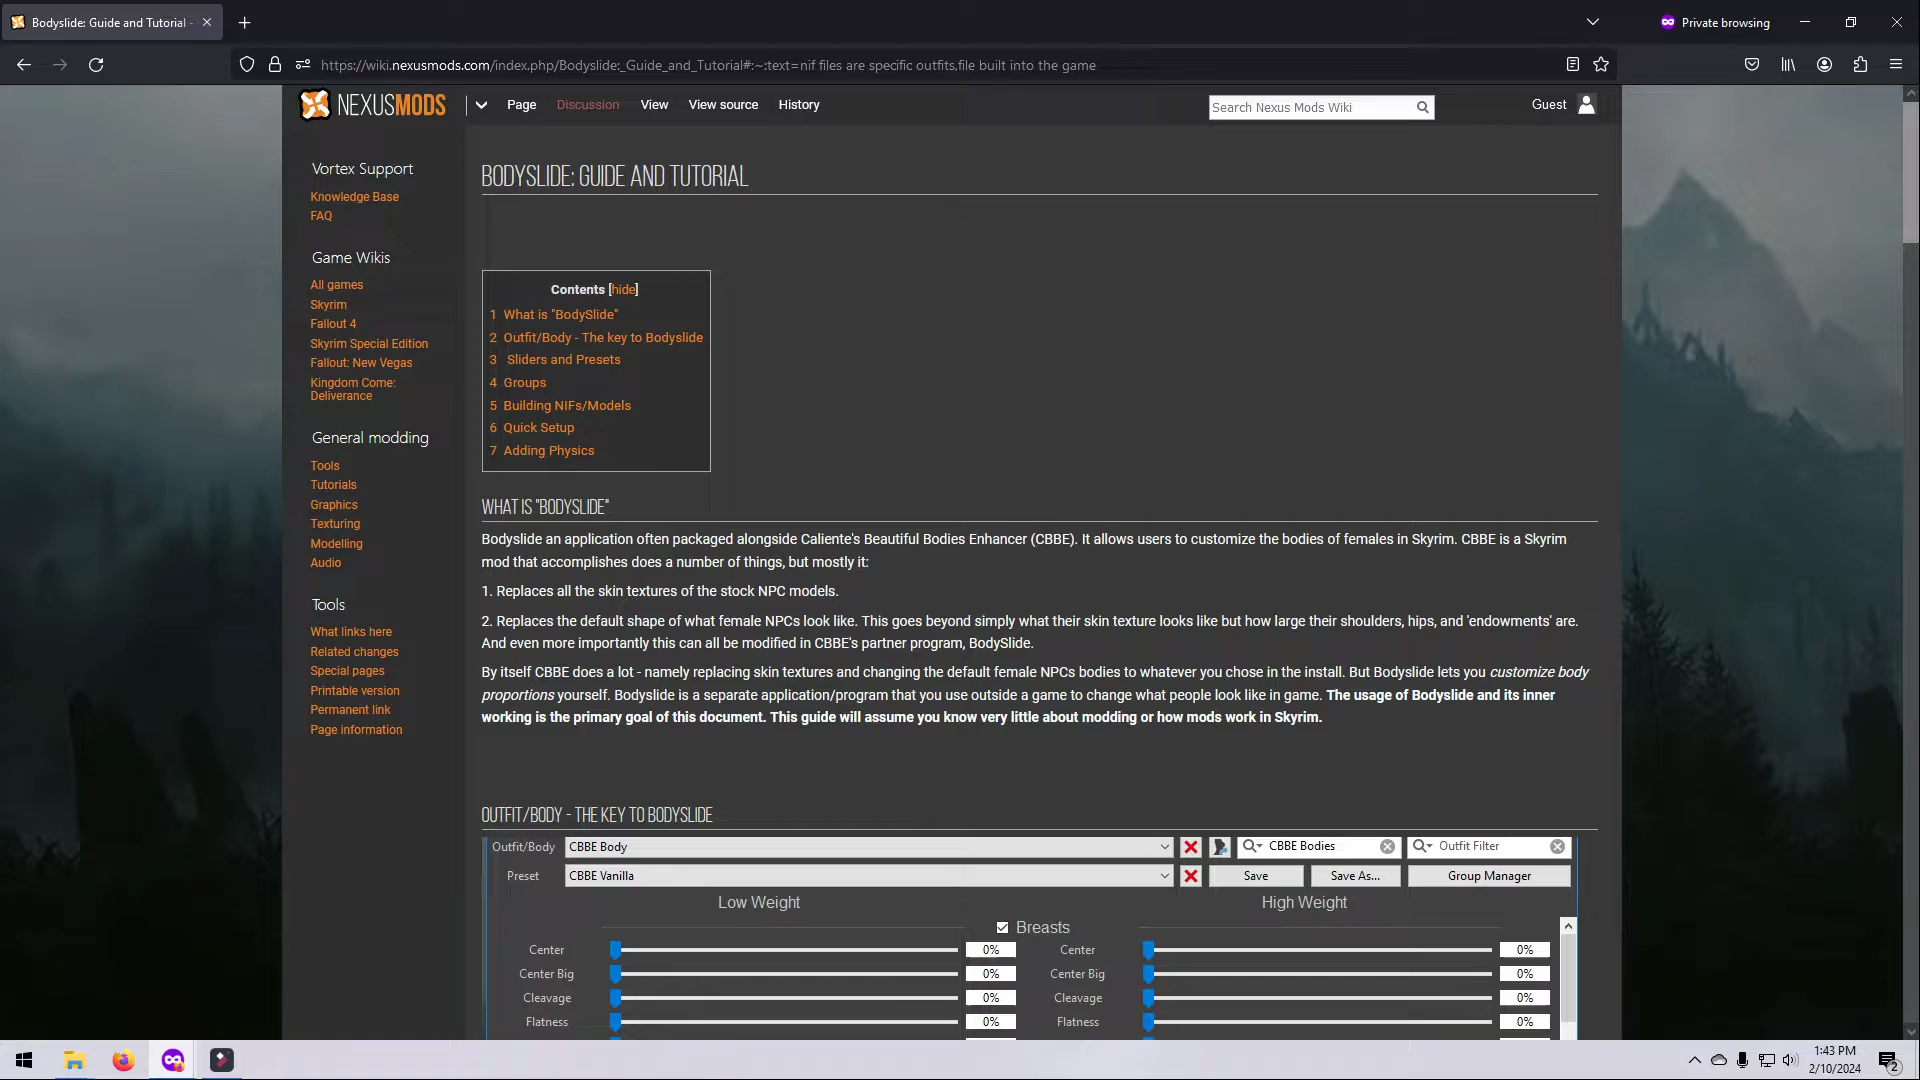 Bodyslide: Guide and Tutorial -
Private browsing
https://wiki.nexusmods.com/index.php/Bodyslide:_Guide_and_Tutorial#:~:text=nif files are specific outfits,file built into the game
NEXUSMODS
Page
Discussion
View
View source
History
Search Nexus Mods Wiki
Guest
Vortex Support
Knowledge Base
FAQ
Game Wikis
All games
Skyrim
Fallout 4
Skyrim Special Edition
Fallout: New Vegas
Kingdom Come:
Deliverance
General modding
Tools
Tutorials
Graphics
Texturing
Modelling
Audio
Tools
What links here
Related changes
Special pages
Printable version
Permanent link
Page information
BODYSLIDE: GUIDE AND TUTORIAL
Contents [hide]
1 What is "BodySlide"
2 Outfit/Body - The key to Bodyslide
3 Sliders and Presets
4 Groups
5 Building NIFs/Models
6 Quick Setup
7 Adding Physics
WHAT IS "BODYSLIDE"
Bodyslide an application often packaged alongside Caliente's Beautiful Bodies Enhancer (CBBE). It allows users to customize the bodies of females in Skyrim. CBBE is a Skyrim
mod that accomplishes does a number of things, but mostly it:
1. Replaces all the skin textures of the stock NPC models.
2. Replaces the default shape of what female NPCs look like. This goes beyond simply what their skin texture looks like but how large their shoulders, hips, and 'endowments' are.
And even more importantly this can all be modified in CBBE's partner program, BodySlide.
By itself CBBE does a lot - namely replacing skin textures and changing the default female NPCs bodies to whatever you chose in the install. But Bodyslide lets you customize body
proportions yourself. Bodyslide is a separate application/program that you use outside a game to change what people look like in game. The usage of Bodyslide and its inner
working is the primary goal of this document. This guide will assume you know very little about modding or how mods work in Skyrim.
OUTFIT/BODY - THE KEY TO BODYSLIDE
Outfit/Body
CBBE Body
CBBE Bodies
Outfit Filter
Preset
CBBE Vanilla
Save
Save As...
Group Manager
Low Weight
High Weight
Breasts
Center
0%
Center
0%
Center Big
0%
Center Big
0%
Cleavage
0%
Cleavage
0%
Flatness
0%
Flatness
0%
1:43 PM
2/10/2024
2